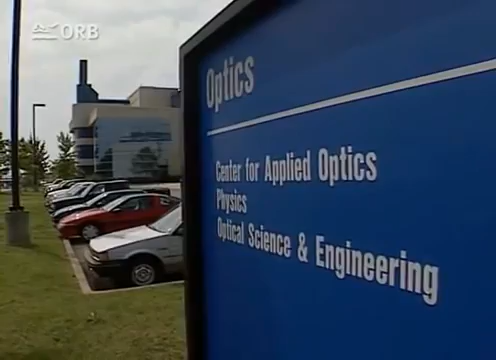 ORB
Optics
Center for Applied Optics
Physics
Optical Science & Engineering